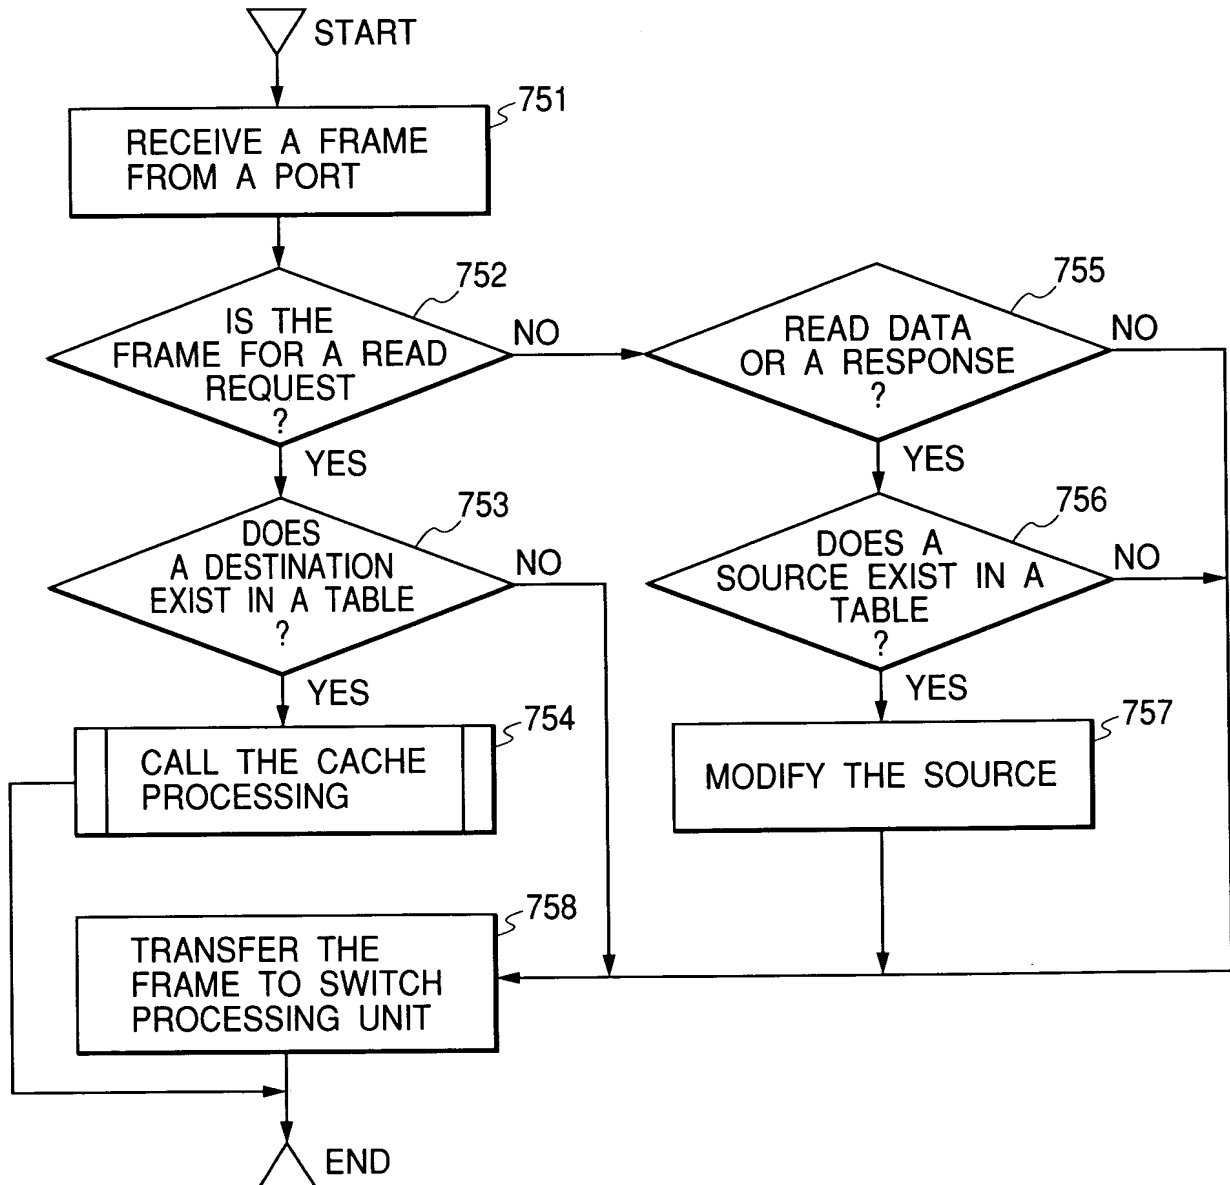 START
751
RECEIVE A FRAME
FROM A PORT
752
IS THE
FRAME FOR A READ
REQUEST
?
NO
YES
755
READ DATA
OR A RESPONSE
?
NO
YES
753
DOES
A DESTINATION
EXIST IN A TABLE
?
NO
YES
756
DOES A
SOURCE EXIST IN A
TABLE
?
NO
YES
754
CALL THE CACHE
PROCESSING
757
MODIFY THE SOURCE
758
TRANSFER THE
FRAME TO SWITCH
PROCESSING UNIT
END